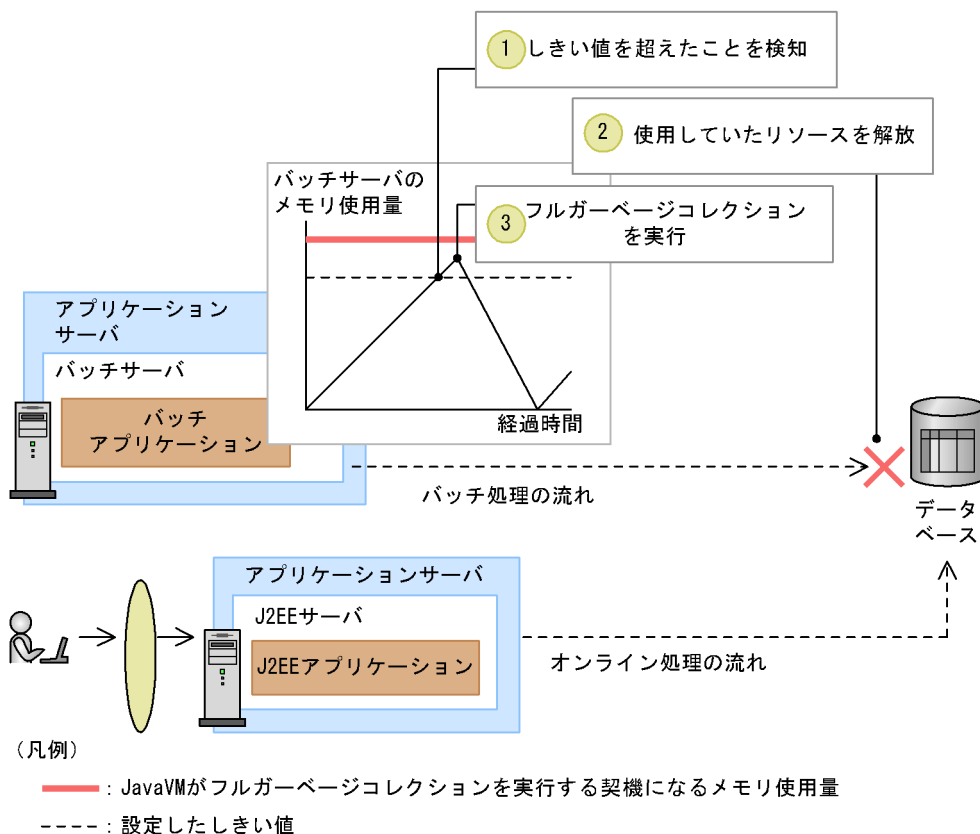 1 しきい値を超えたことを検知
2 使用していたリソースを解放
バッチサーバの
メモリ使用量
3 フルガーベージコレクション
を実行
アプリケーション
サーバ
バッチサーバ
バッチ
アプリケーション
経過時間
バッチ処理の流れ
データ
ベース
アプリケーションサーバ
J2EEサーバ
J2EEアプリケーション
オンライン処理の流れ
(凡例)
：JavaVMがフルガーベージコレクションを実行する契機になるメモリ使用量
：設定したしきい値